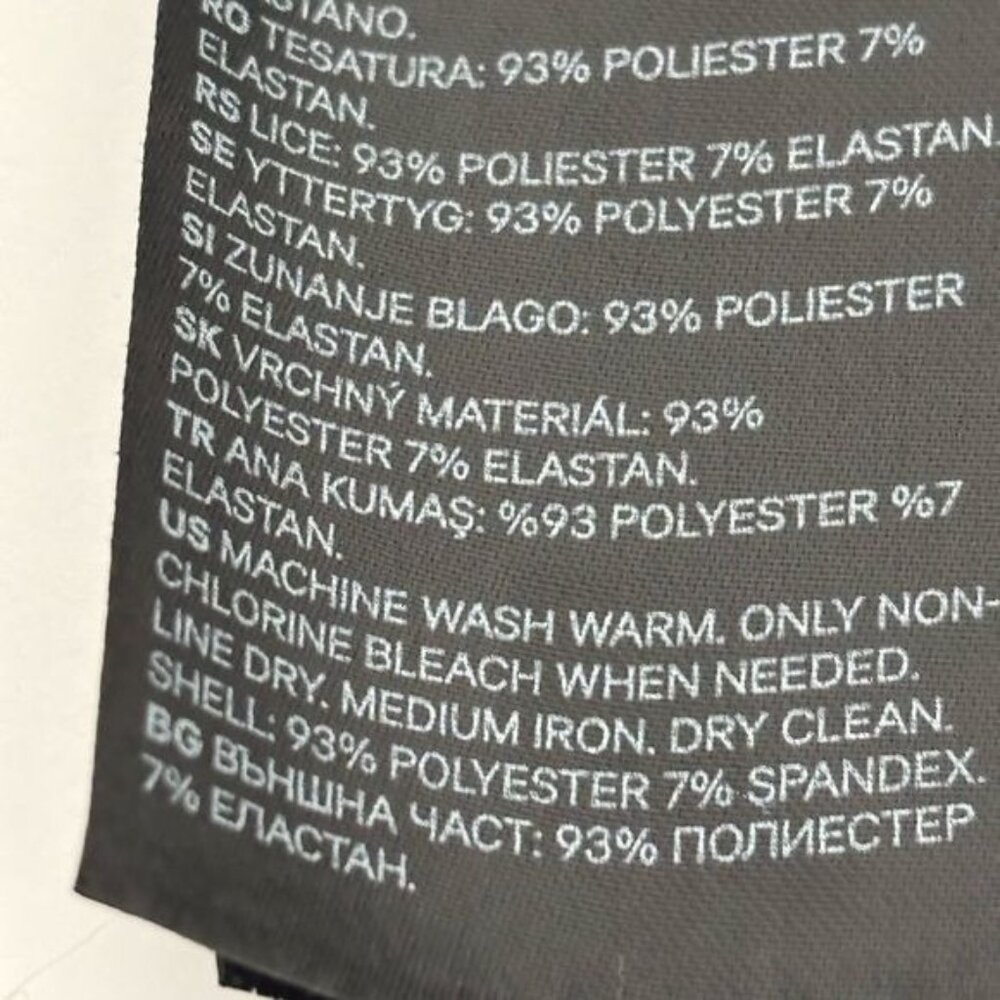 ELASTANO.
RO TESATURA: 93% POLIESTER 7%
ELASTAN.
RS LICE: 93% POLIESTER 7% ELASTAN.
SE YTTERTYG: 93% POLYESTER 7%
ELASTAN.
SI ZUNANJE BLAGO: 93% POLIESTER
7% ELASTAN.
SK VRCHNÝ MATERIÁL: 93%
POLYESTER 7% ELASTAN.
TR ANA KUMAŞ: %93 POLYESTER %7
ELASTAN.
US MACHINE WASH WARM. ONLY NON-
CHLORINE BLEACH WHEN NEEDED.
LINE DRY. MEDIUM IRON. DRY CLEAN.
SHELL: 93% POLYESTER 7% SPANDEX.
BG ВЪНШНА ЧАСТ: 93% ПОЛИЕСТЕР
7% ЕЛАСТАН.